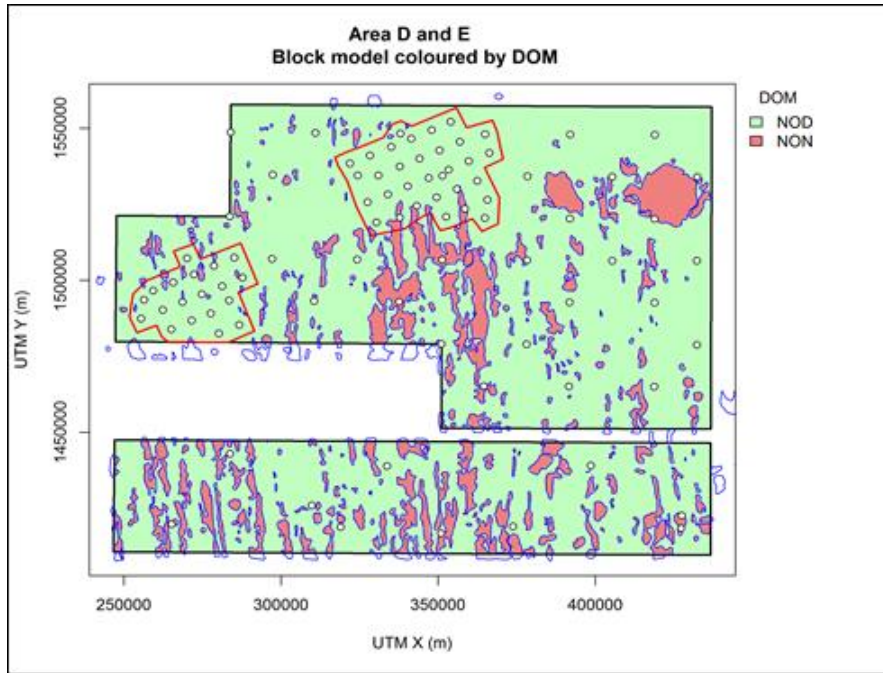 Area D and E
Block model coloured by DOM
DOM
NOD
NON
1550000
1500000
1450000
UTM Y (m)
250000
300000
350000
400000
UTM X (m)